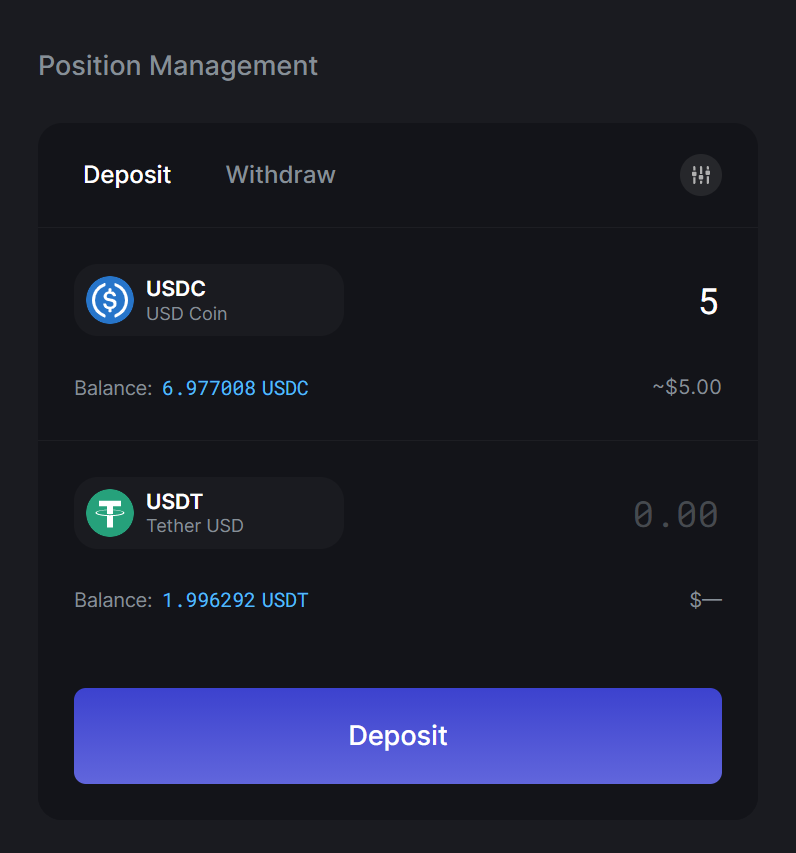 Position Management
Deposit Withdraw
USDC
USD Coin
5
Balance: 6.977008 USDC
~$5.00
USDT
Tether USD
0.00
Balance: 1.996292 USDT
$—
Deposit